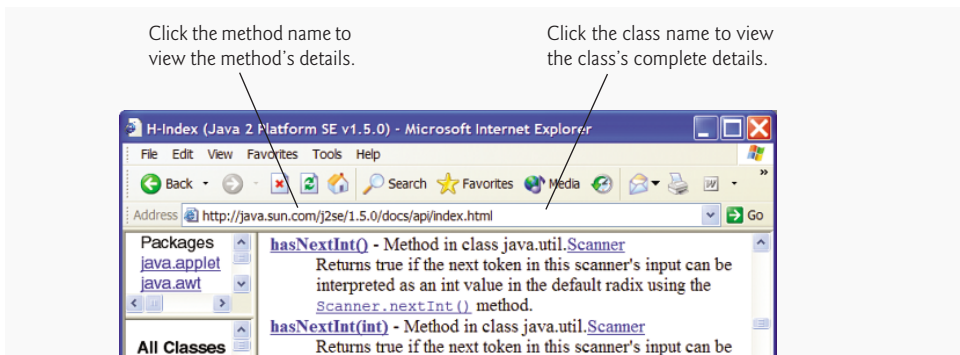 Click the method name to
view the method's details.
Click the class name to view
the class's complete details.
H-Index (Java 2 Platform SE v1.5.0) - Microsoft Internet Explorer
File Edit View Favorites Tools Help
Back Search Favorites Media W »
Address http://java.sun.com/j2se/1.5.0/docs/api/index.html Go
Packages
java.applet
java.awt
All Classes
hasNextInt() - Method in class java.util.Scanner
Returns true if the next token in this scanner's input can be
interpreted as an int value in the default radix using the
Scanner.nextInt() method.
hasNextInt(int) - Method in class java.util.Scanner
Returns true if the next token in this scanner's input can be